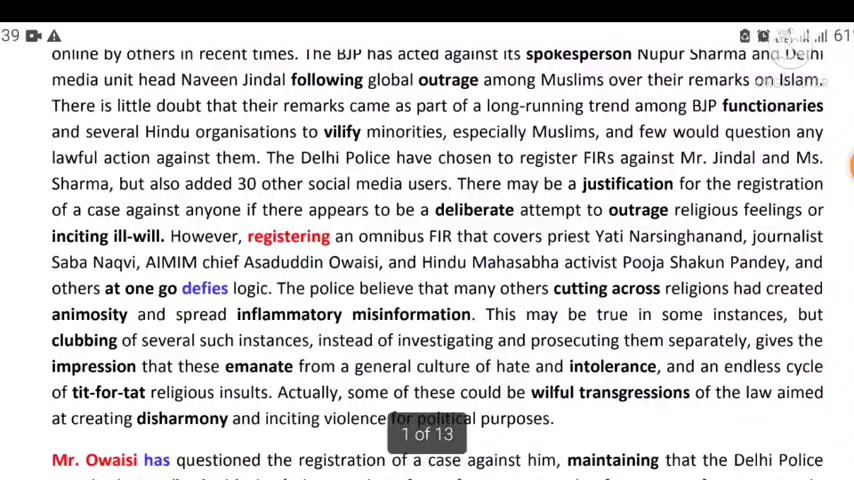 39
61
online by others in recent times. The BJP has acted against its spokesperson Nupur Sharma and Delhi
media unit head Naveen Jindal following global outrage among Muslims over their remarks on Islam.
There is little doubt that their remarks came as part of a long-running trend among BJP functionaries
and several Hindu organisations to vilify minorities, especially Muslims, and few would question any
lawful action against them. The Delhi Police have chosen to register FIRs against Mr. Jindal and Ms.
Sharma, but also added 30 other social media users. There may be a justification for the registration
of a case against anyone if there appears to be a deliberate attempt to outrage religious feelings or
inciting ill-will. However, registering an omnibus FIR that covers priest Yati Narsinghanand, journalist
Saba Naqvi, AIMIM chief Asaduddin Owaisi, and Hindu Mahasabha activist Pooja Shakun Pandey, and
others at one go defies logic. The police believe that many others cutting across religions had created
animosity and spread inflammatory misinformation. This may be true in some instances, but
clubbing of several such instances, instead of investigating and prosecuting them separately, gives the
impression that these emanate from a general culture of hate and intolerance, and an endless cycle
of tit-for-tat religious insults. Actually, some of these could be wilful transgressions of the law aimed
at creating disharmony and inciting violence for political purposes.
1 of 13
Mr. Owaisi has questioned the registration of a case against him, maintaining that the Delhi Police